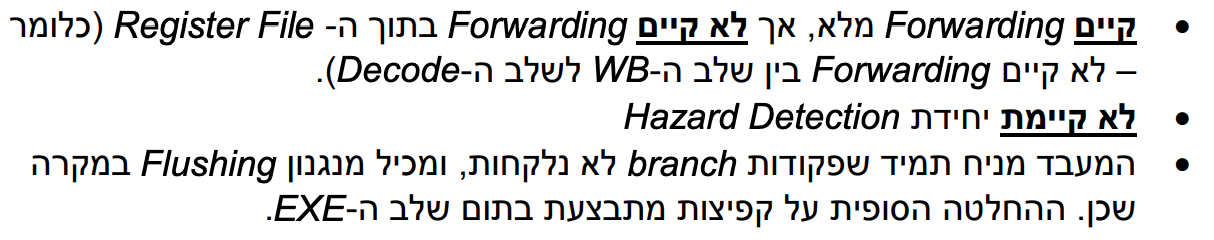 • קיים Forwarding מלא, אך לא קיים Forwarding בתוך ה- Register File (כלומר
– לא קיים Forwarding בין שלב ה-WB לשלב ה-Decode).
• לא קיימת יחידת Hazard Detection
• המעבד מניח תמיד שפקודות branch לא נלקחות, ומכיל מנגנון Flushing במקרה
שכן. ההחלטה הסופית על קפיצות מתבצעת בתום שלב ה-EXE.